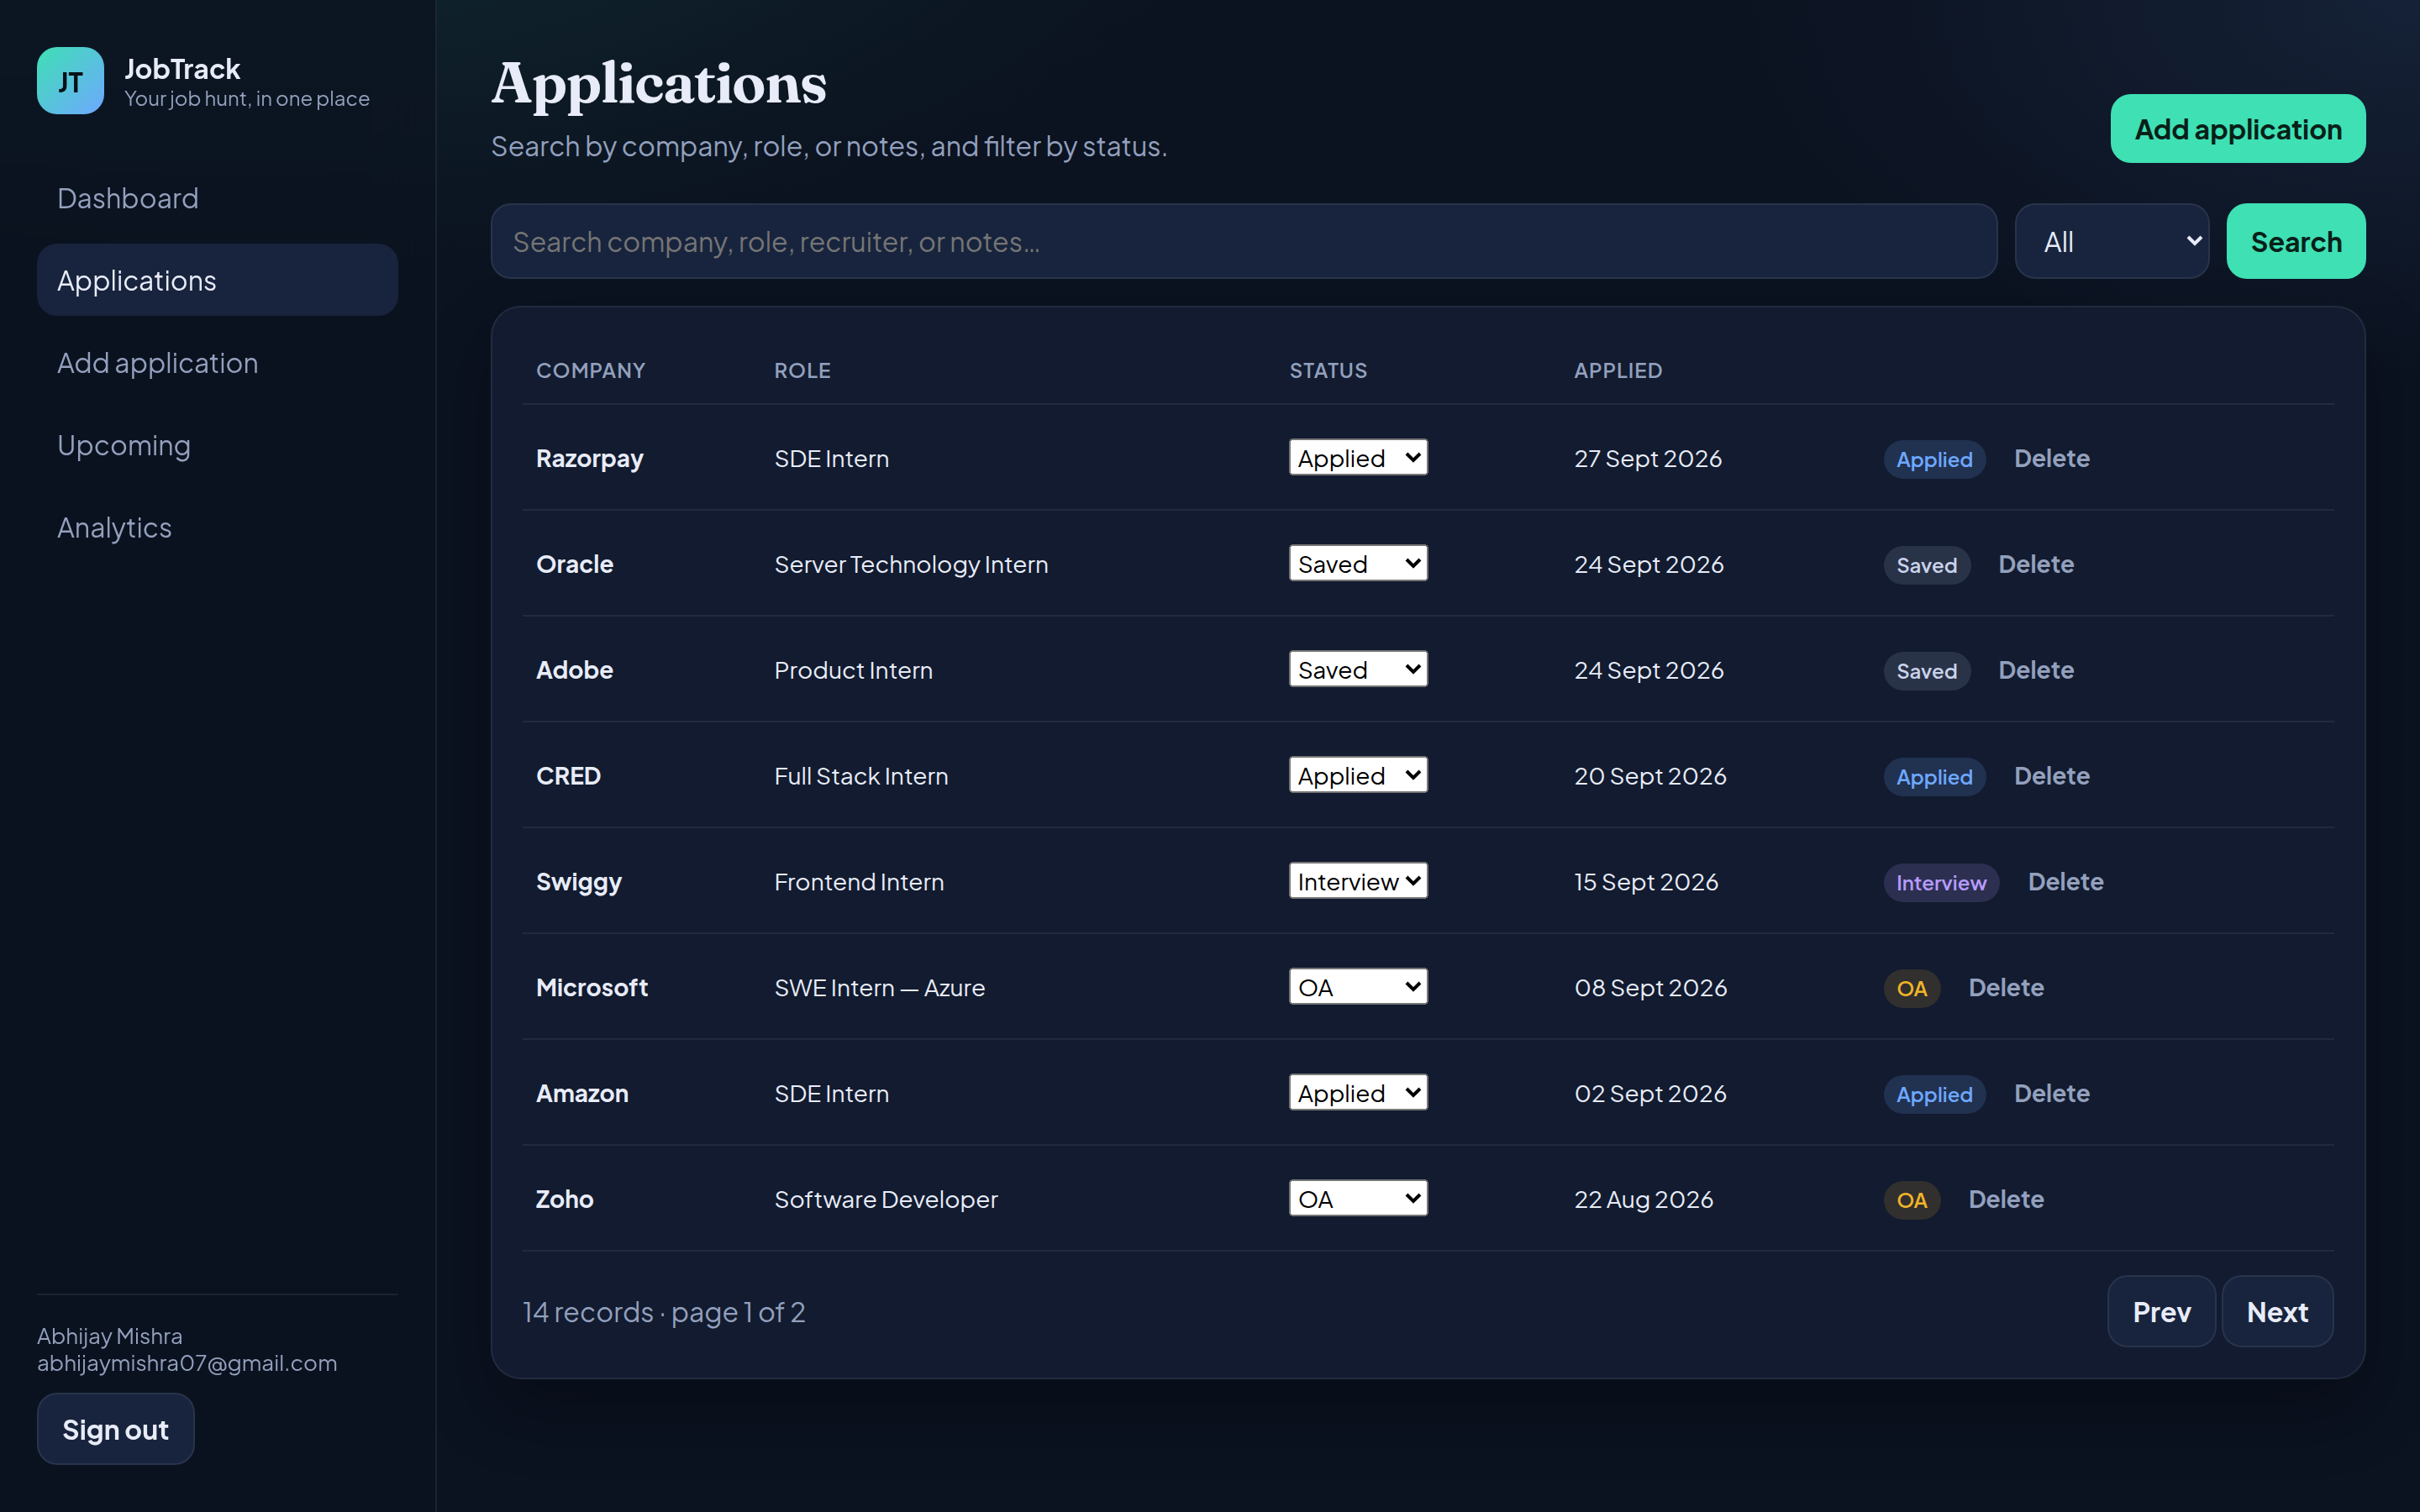 JT
JobTrack
Your job hunt, in one place
Dashboard
Applications
Add application
Upcoming
Analytics
Abhijay Mishra
abhijaymishra07@gmail.com
Sign out
Applications
Search by company, role, or notes, and filter by status.
Add application
Search company, role, recruiter, or notes… All Search
COMPANY ROLE STATUS APPLIED
Razorpay SDE Intern Applied 27 Sept 2026 Applied Delete
Oracle Server Technology Intern Saved 24 Sept 2026 Saved Delete
Adobe Product Intern Saved 24 Sept 2026 Saved Delete
CRED Full Stack Intern Applied 20 Sept 2026 Applied Delete
Swiggy Frontend Intern Interview 15 Sept 2026 Interview Delete
Microsoft SWE Intern — Azure OA 08 Sept 2026 OA Delete
Amazon SDE Intern Applied 02 Sept 2026 Applied Delete
Zoho Software Developer OA 22 Aug 2026 OA Delete
14 records · page 1 of 2 Prev Next